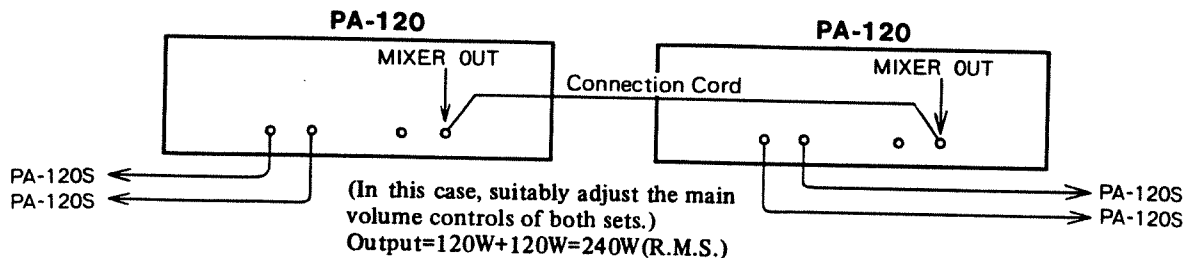 PA-120
PA-120
MIXER OUT
MIXER OUT
Connection Cord
PA-120S
PA-120S
(In this case, suitably adjust the main
volume controls of both sets.)
Output=120W+120W=240W(R.M.S.)
PA-120S
PA-120S